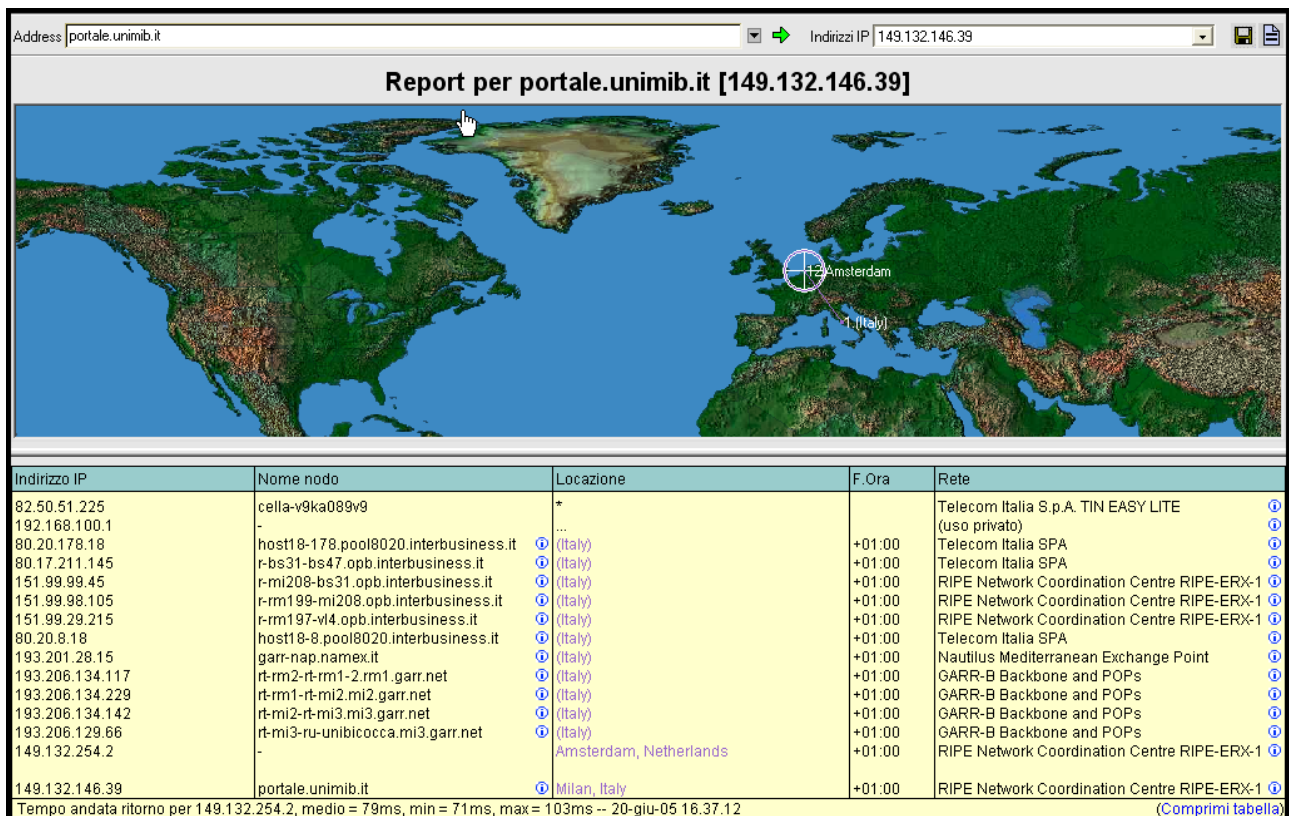 Address portale.unimib.it Indirizzi IP 149.132.146.39
Report per portale.unimib.it [149.132.146.39]
12 Amsterdam
1.(Italy)
Indirizzo IP Nome nodo Locazione F.Ora Rete
82.50.51.225 cella-v9ka089v9 * Telecom Italia S.p.A. TIN EASY LITE
192.168.100.1 - ... (uso privato)
80.20.178.18 host18-178.pool8020.interbusiness.it (Italy) +01:00 Telecom Italia SPA
80.17.211.145 r-bs31-bs47.opb.interbusiness.it (Italy) +01:00 Telecom Italia SPA
151.99.99.45 r-mi208-bs31.opb.interbusiness.it (Italy) +01:00 RIPE Network Coordination Centre RIPE-ERX-1
151.99.98.105 r-rm199-mi208.opb.interbusiness.it (Italy) +01:00 RIPE Network Coordination Centre RIPE-ERX-1
151.99.29.215 r-rm197-vl4.opb.interbusiness.it (Italy) +01:00 RIPE Network Coordination Centre RIPE-ERX-1
80.20.8.18 host18-8.pool8020.interbusiness.it (Italy) +01:00 Telecom Italia SPA
193.201.28.15 garr-nap.namex.it (Italy) +01:00 Nautilus Mediterranean Exchange Point
193.206.134.117 rt-rm2-rt-rm1-2.rm1.garr.net (Italy) +01:00 GARR-B Backbone and POPs
193.206.134.229 rt-rm1-rt-mi2.mi2.garr.net (Italy) +01:00 GARR-B Backbone and POPs
193.206.134.142 rt-mi2-rt-mi3.mi3.garr.net (Italy) +01:00 GARR-B Backbone and POPs
193.206.129.66 rt-mi3-ru-unibicocca.mi3.garr.net (Italy) +01:00 GARR-B Backbone and POPs
149.132.254.2 - Amsterdam, Netherlands +01:00 RIPE Network Coordination Centre RIPE-ERX-1
149.132.146.39 portale.unimib.it Milan, Italy +01:00 RIPE Network Coordination Centre RIPE-ERX-1
Tempo andata ritorno per 149.132.254.2, medio = 79ms, min = 71ms, max = 103ms -- 20-giu-05 16.37.12 (Comprimi tabella)